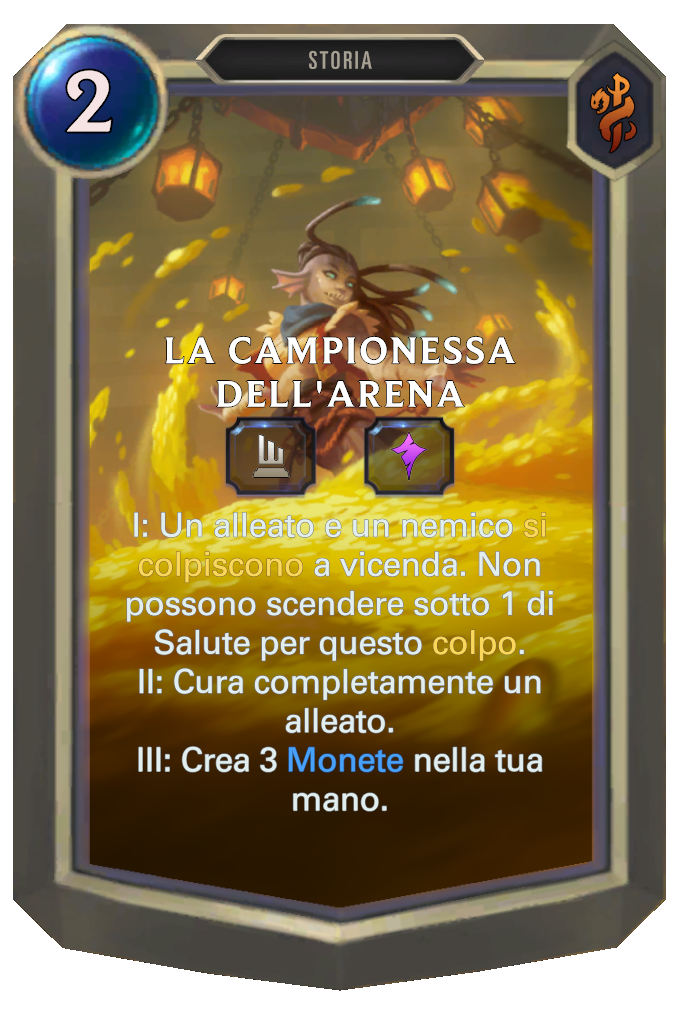 STORIA
2
LA CAMPIONESSA
DELL'ARENA
I: Un alleato e un nemico si
colpiscono a vicenda. Non
possono scendere sotto 1 di
Salute per questo colpo.
II: Cura completamente un
alleato.
III: Crea 3 Monete nella tua
mano.